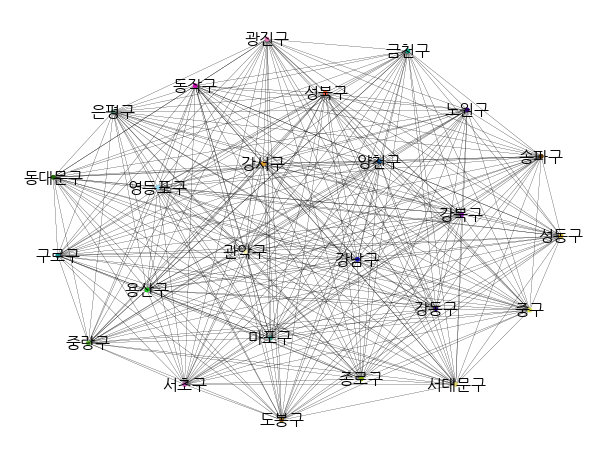 광진구
금천구
동작구
성북구
은평구
노원구
강서구
양천구
송파구
동대문구
영등포구
강북구
성동구
관악구
구로구
강남구
용산구
강동구
중구
마포구
중랑구
종로구
서초구
서대문구
도봉구